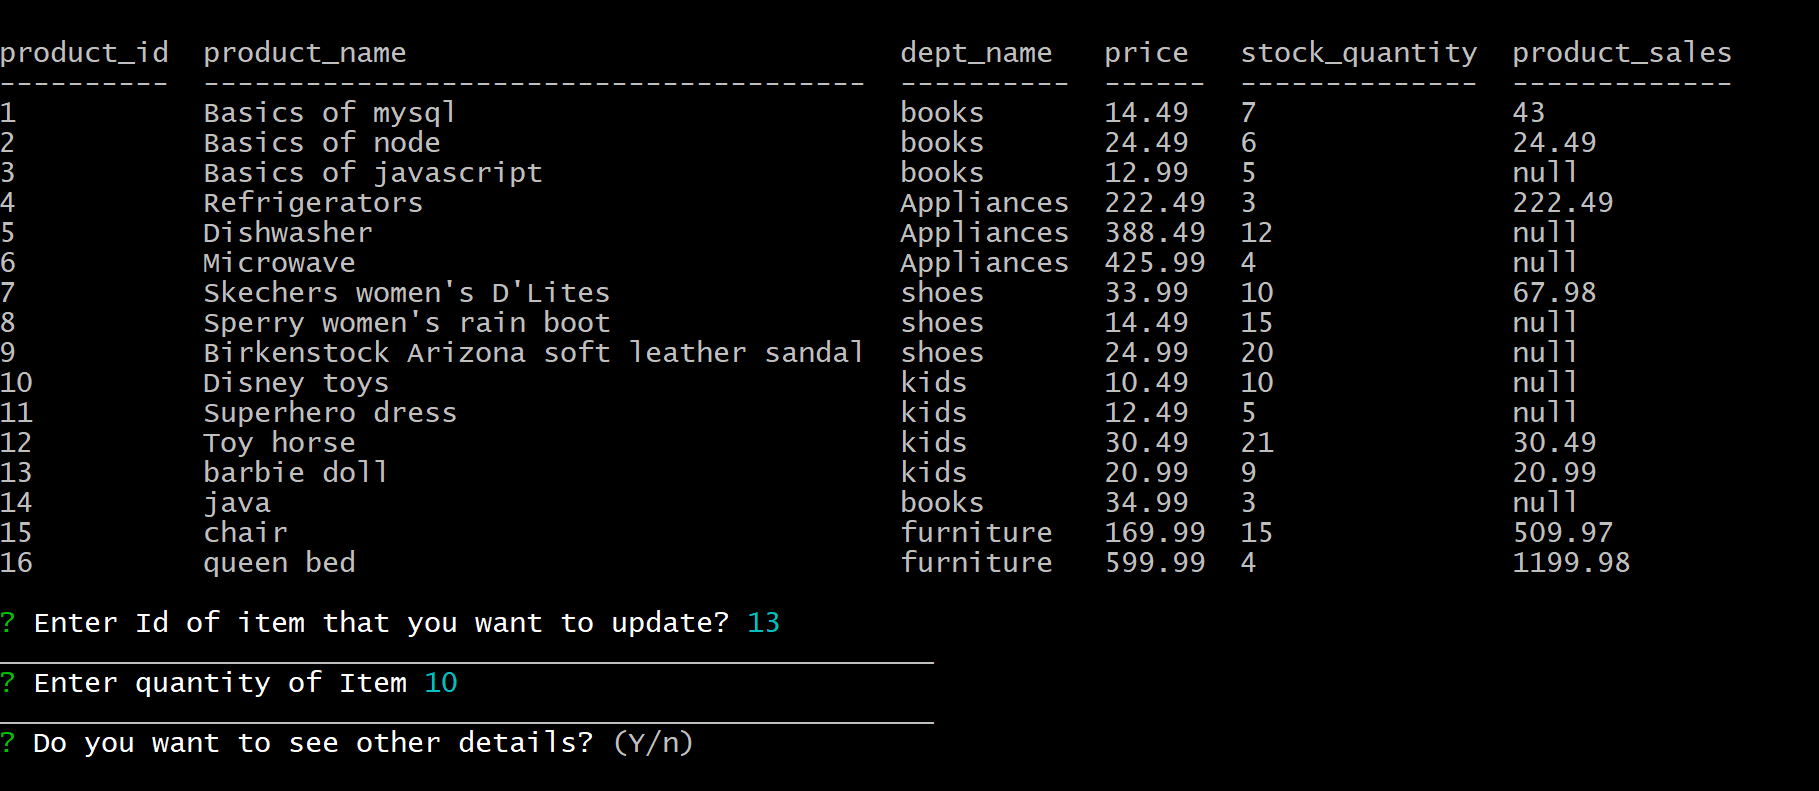 product_id  product_name                             dept_name   price   stock_quantity  product_sales
----------  ---------------------------------------  ----------  ------  --------------  -------------
1           Basics of mysql                          books       14.49   7               43
2           Basics of node                           books       24.49   6               24.49
3           Basics of javascript                     books       12.99   5               null
4           Refrigerators                            Appliances  222.49  3               222.49
5           Dishwasher                               Appliances  388.49  12              null
6           Microwave                                Appliances  425.99  4               null
7           Skechers women's D'Lites                 shoes       33.99   10              67.98
8           Sperry women's rain boot                 shoes       14.49   15              null
9           Birkenstock Arizona soft leather sandal  shoes       24.99   20              null
10          Disney toys                              kids        10.49   10              null
11          Superhero dress                          kids        12.49   5               null
12          Toy horse                                kids        30.49   21              30.49
13          barbie doll                              kids        20.99   9               20.99
14          java                                     books       34.99   3               null
15          chair                                    furniture   169.99  15              509.97
16          queen bed                                furniture   599.99  4               1199.98
? Enter Id of item that you want to update? 13
_______________________________________________________
? Enter quantity of Item 10
_______________________________________________________
? Do you want to see other details? (Y/n)